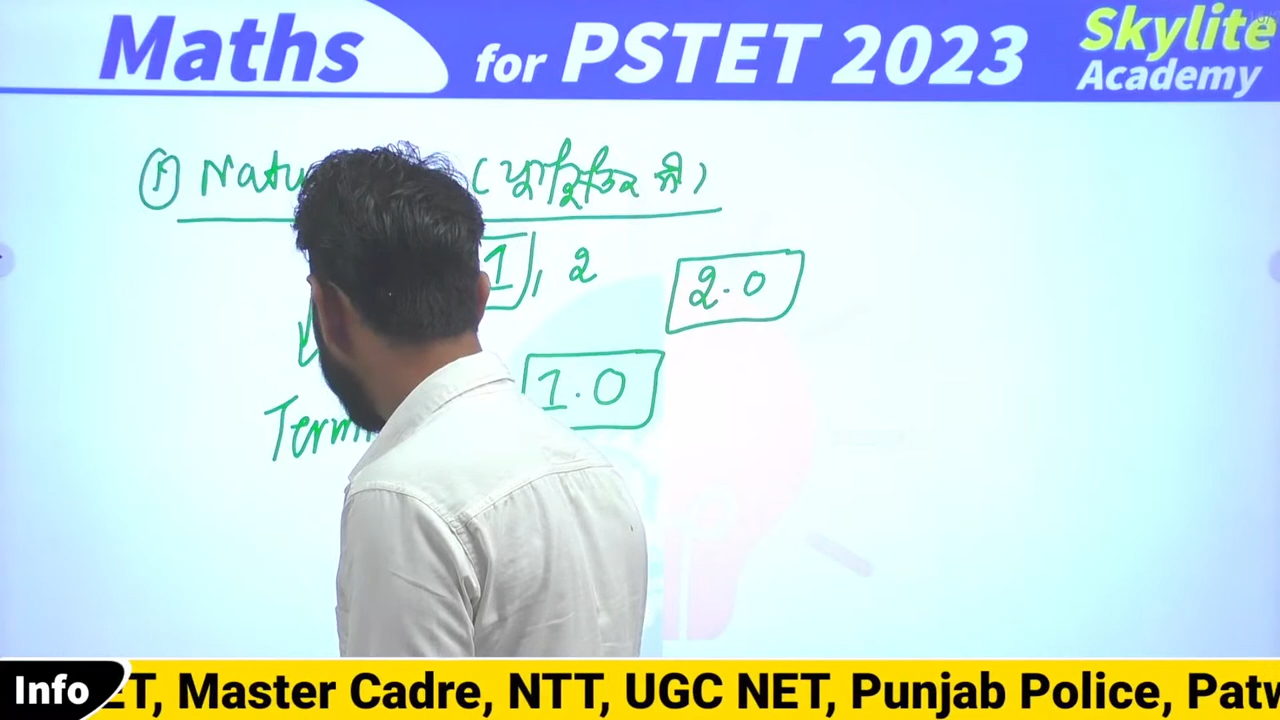 Maths for PSTET 2023 Skylite Academy
① Natu (ਪ੍ਰਾਕ੍ਰਿਤਿਕ ਸੰ)
1, 2
2.0
1.0
Term
Info ET, Master Cadre, NTT, UGC NET, Punjab Police, Patw